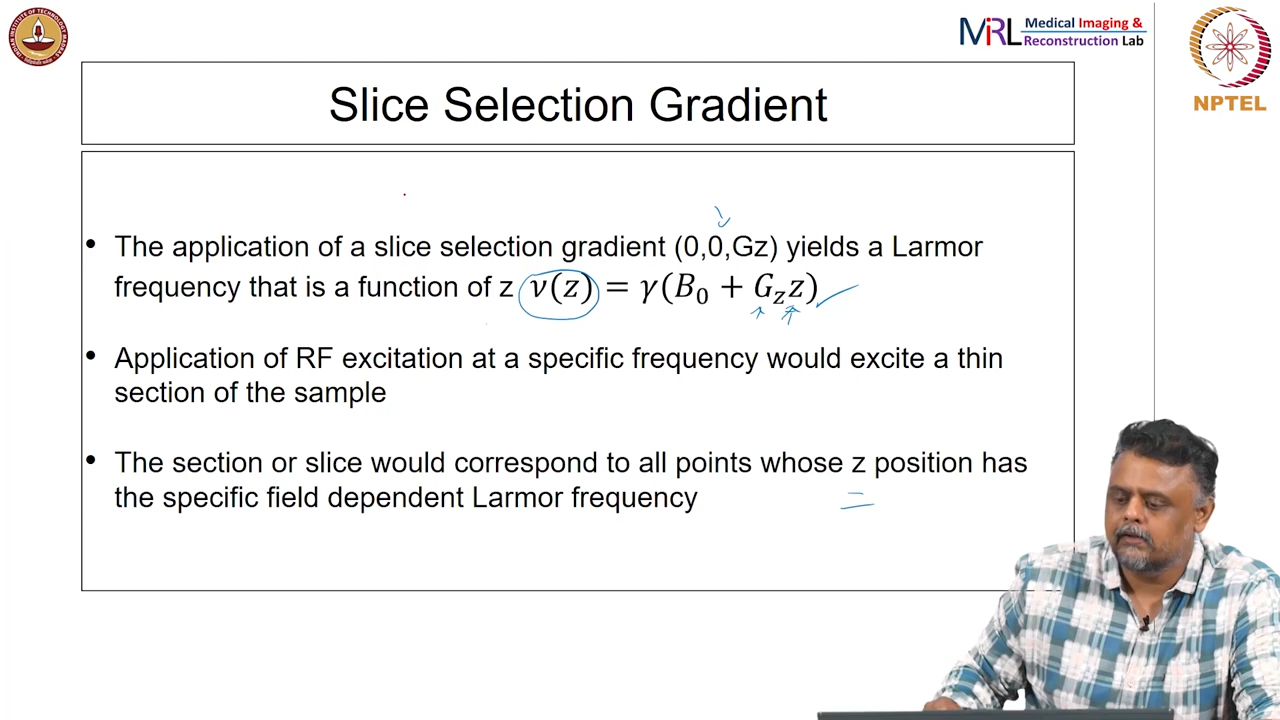 MIRL Medical Imaging &
Reconstruction Lab
NPTEL
Slice Selection Gradient
• The application of a slice selection gradient (0,0,Gz) yields a Larmor
frequency that is a function of z ν(z) = γ(B₀ + G_z z)
• Application of RF excitation at a specific frequency would excite a thin
section of the sample
• The section or slice would correspond to all points whose z position has
the specific field dependent Larmor frequency